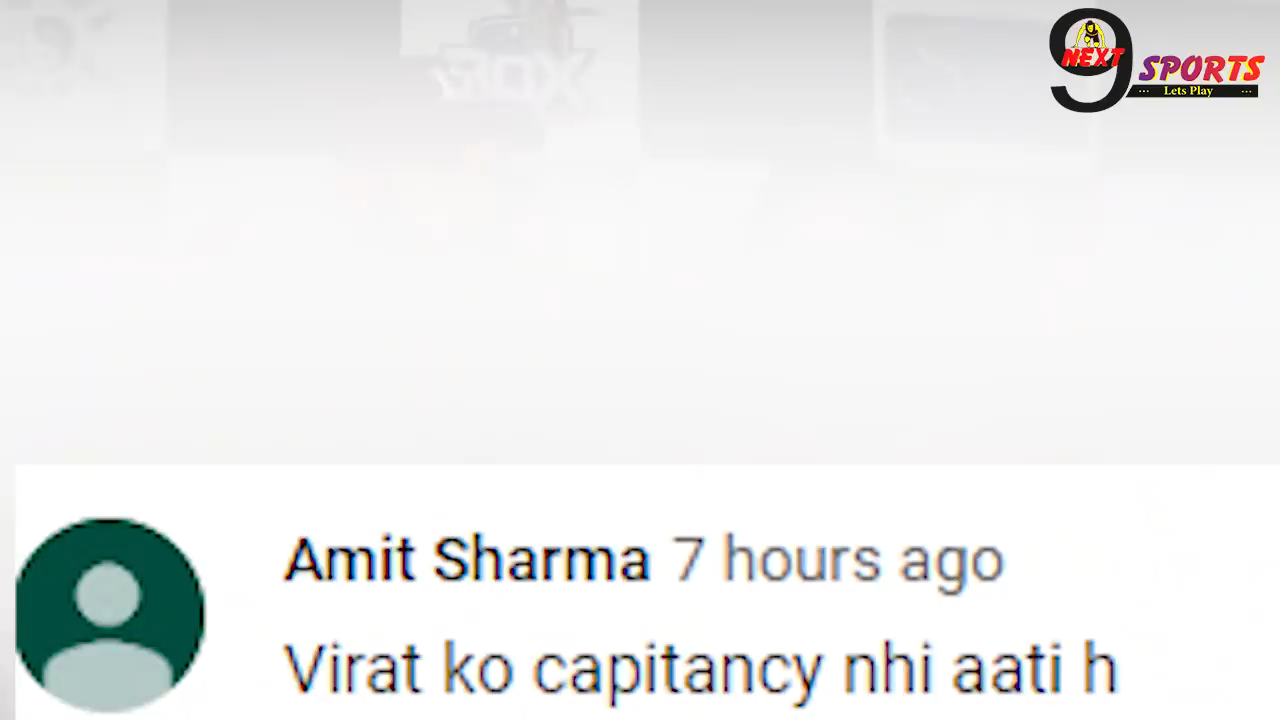 9
NEXT
SPORTS
Lets Play
Amit Sharma 7 hours ago
Virat ko capitancy nhi aati h